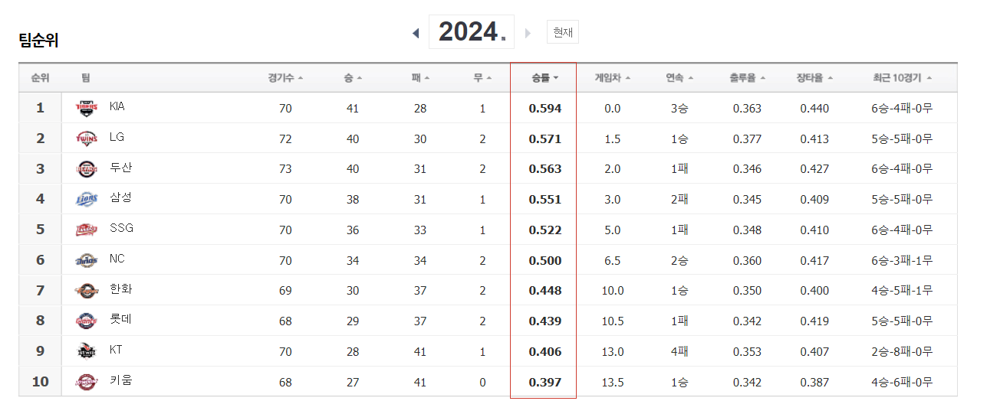 2024.
현재
팀순위
순위 팀 경기수 승 패 무 승률 게임차 연속 출루율 장타율 최근 10경기
1 KIA 70 41 28 1 0.594 0.0 3승 0.363 0.440 6승-4패-0무
2 LG 72 40 30 2 0.571 1.5 1승 0.377 0.413 5승-5패-0무
3 두산 73 40 31 2 0.563 2.0 1패 0.346 0.427 6승-4패-0무
4 삼성 70 38 31 1 0.551 3.0 2패 0.345 0.409 5승-5패-0무
5 SSG 70 36 33 1 0.522 5.0 1패 0.348 0.410 6승-4패-0무
6 NC 70 34 34 2 0.500 6.5 2승 0.360 0.417 6승-3패-1무
7 한화 69 30 37 2 0.448 10.0 1승 0.350 0.400 4승-5패-1무
8 롯데 68 29 37 2 0.439 10.5 1패 0.342 0.419 5승-5패-0무
9 KT 70 28 41 1 0.406 13.0 4패 0.353 0.407 2승-8패-0무
10 키움 68 27 41 0 0.397 13.5 1승 0.342 0.387 4승-6패-0무